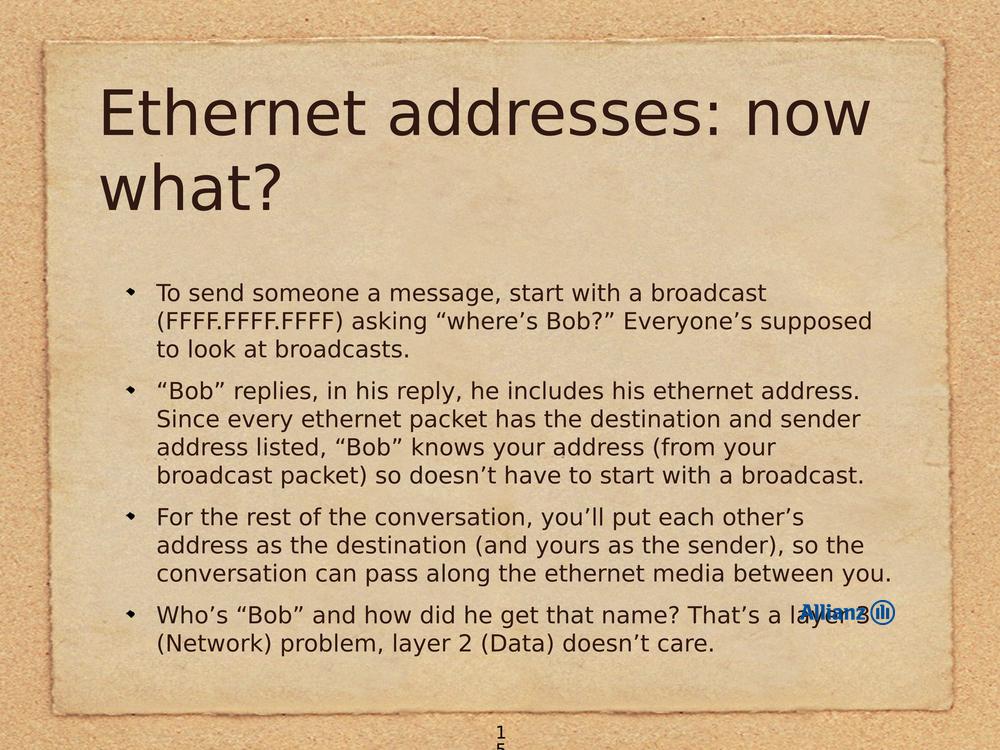 Ethernet addresses: now
what?
To send someone a message, start with a broadcast
(FFFF.FFFF.FFFF) asking “where’s Bob?” Everyone’s supposed
to look at broadcasts.
“Bob” replies, in his reply, he includes his ethernet address.
Since every ethernet packet has the destination and sender
address listed, “Bob” knows your address (from your
broadcast packet) so doesn’t have to start with a broadcast.
For the rest of the conversation, you’ll put each other’s
address as the destination (and yours as the sender), so the
conversation can pass along the ethernet media between you.
Who’s “Bob” and how did he get that name? That’s a layer 3
(Network) problem, layer 2 (Data) doesn’t care.
Allianz
1
5